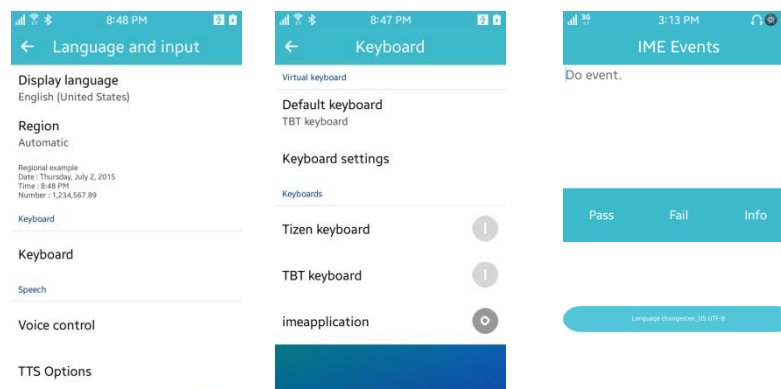 8:48 PM
Language and input
Display language
English (United States)
Region
Automatic
Regional example
Date : Thursday, July 2, 2015
Time : 8:48 PM
Number : 1,234,567.89
Keyboard
Keyboard
Speech
Voice control
TTS Options
8:47 PM
Keyboard
Virtual keyboard
Default keyboard
TBT keyboard
Keyboard settings
Keyboards
Tizen keyboard
TBT keyboard
imeapplication
3G
3:13 PM
IME Events
Do event.
Pass Fail Info
Language changed:en_US.UTF-8